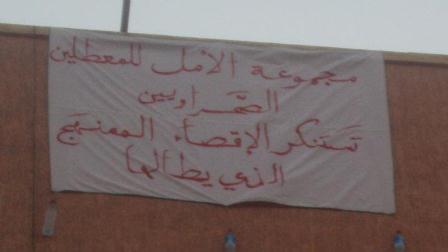 مجموعة الأمل للمعطلين
الصحراويين
تستنكر الإقصاء الممنهج
الذي يطالها